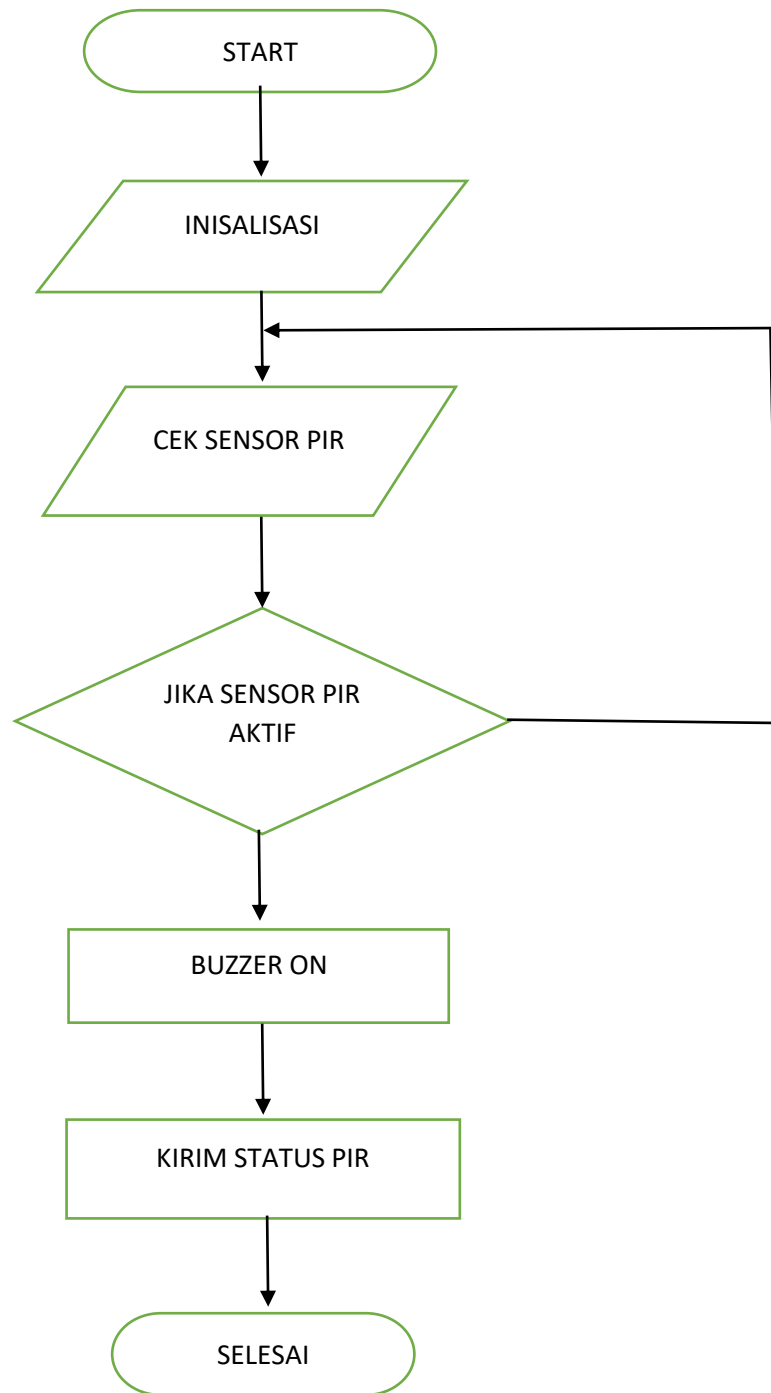 START
INISALISASI
CEK SENSOR PIR
JIKA SENSOR PIR
AKTIF
BUZZER ON
KIRIM STATUS PIR
SELESAI